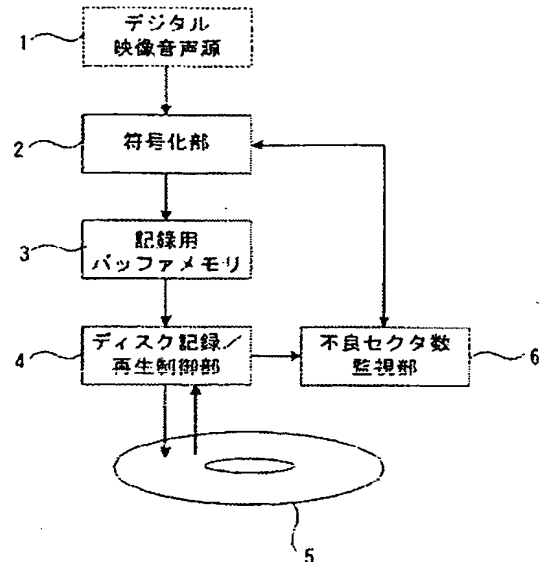 デジタル
映像音声源
1
符号化部
2
記録用
バッファメモリ
3
ディスク記録/
再生制御部
4
不良セクタ数
監視部
6
5